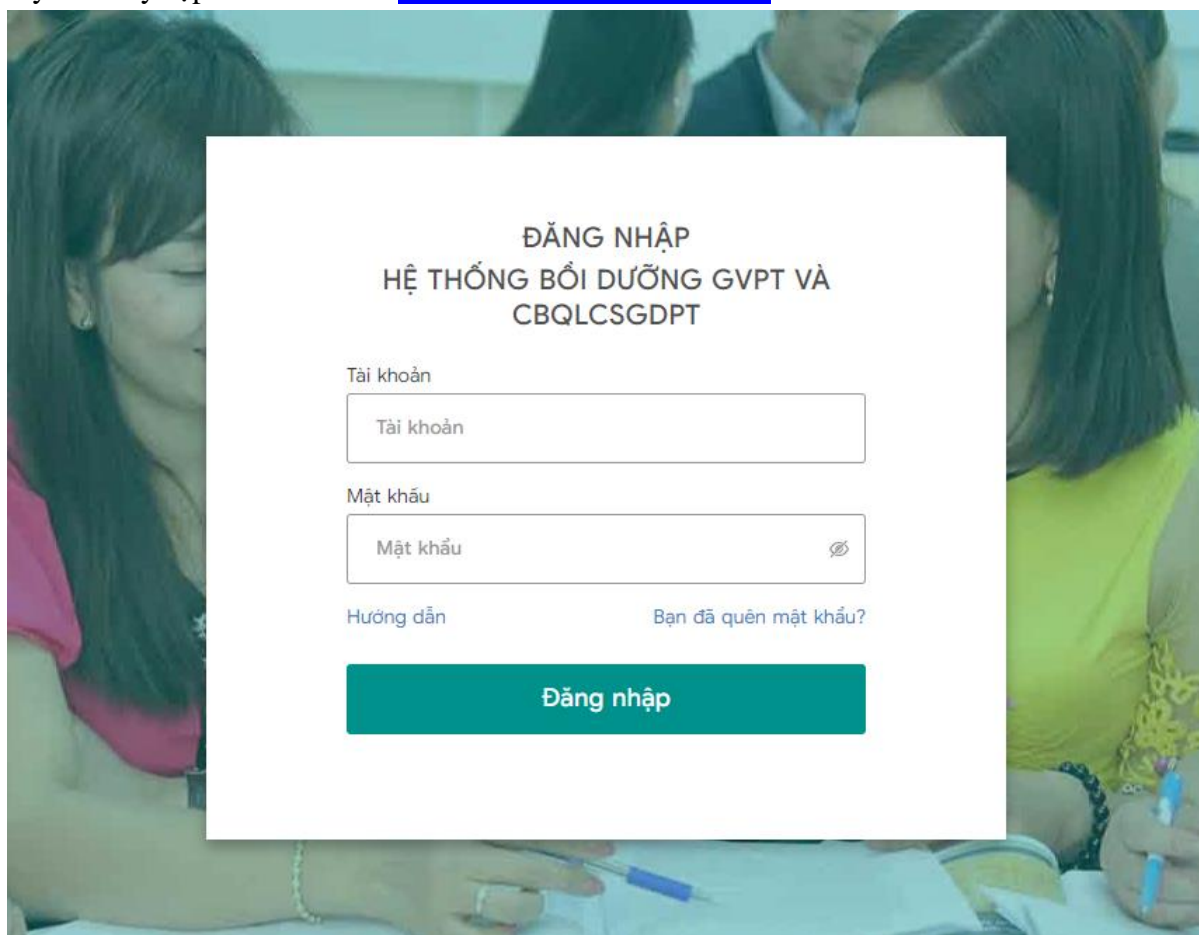 ĐĂNG NHẬP
HỆ THỐNG BỒI DƯỠNG GVPT VÀ
CBQLCSGDPT
Tài khoản
Tài khoản
Mật khẩu
Mật khẩu
Hướng dẫn Bạn đã quên mật khẩu?
Đăng nhập